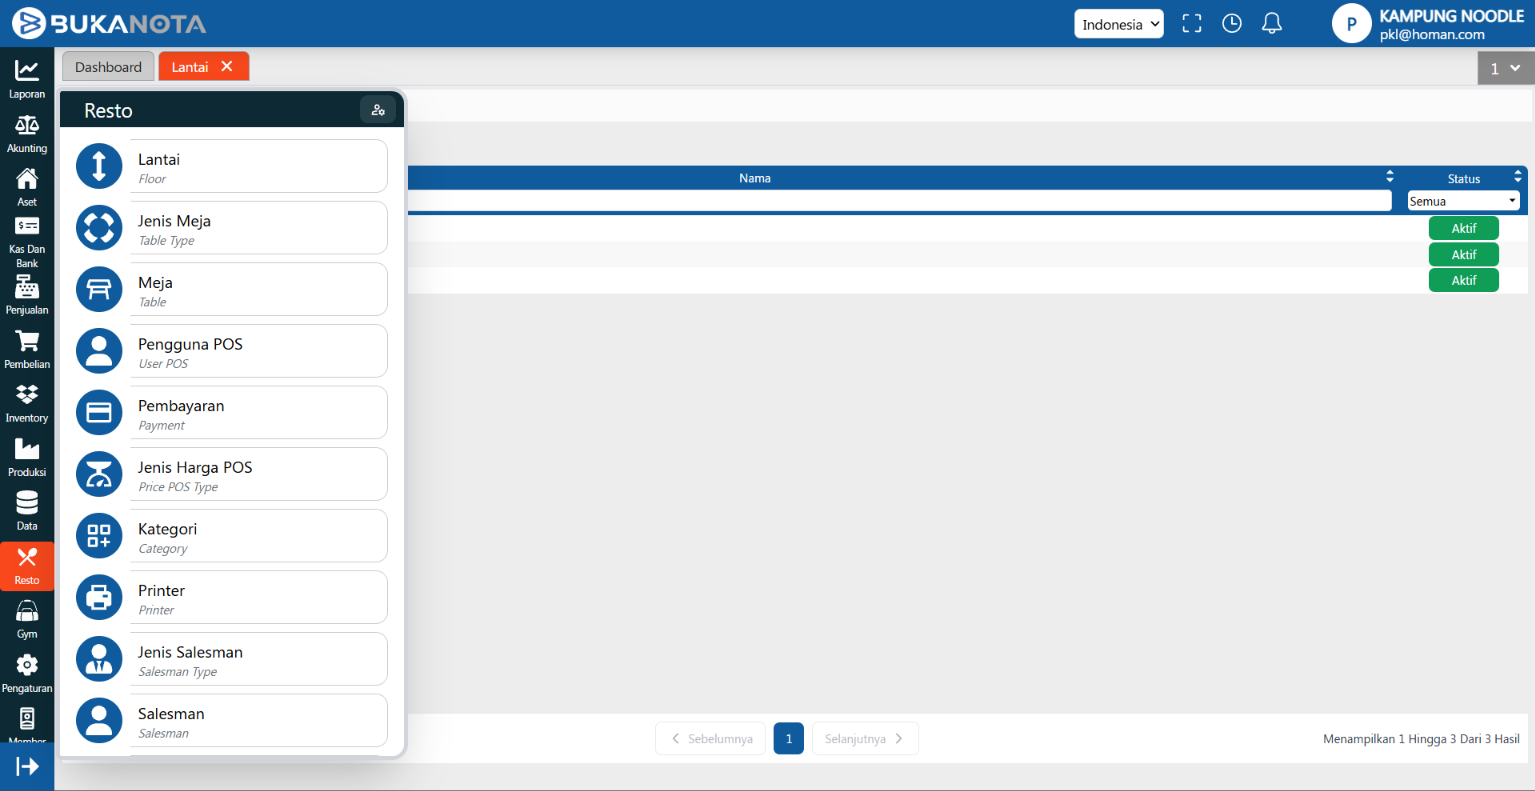 BUKANOTA
Indonesia
P
KAMPUNG NOODLE
pkl@homan.com
Dashboard
Lantai
1
Laporan
Akunting
Aset
Kas Dan
Bank
Penjualan
Pembelian
Inventory
Produksi
Data
Resto
Gym
Pengaturan
Member
Resto
Lantai
Floor
Jenis Meja
Table Type
Meja
Table
Pengguna POS
User POS
Pembayaran
Payment
Jenis Harga POS
Price POS Type
Kategori
Category
Printer
Printer
Jenis Salesman
Salesman Type
Salesman
Salesman
Nama
Status
Semua
Aktif
Aktif
Aktif
Sebelumnya
1
Selanjutnya
Menampilkan 1 Hingga 3 Dari 3 Hasil